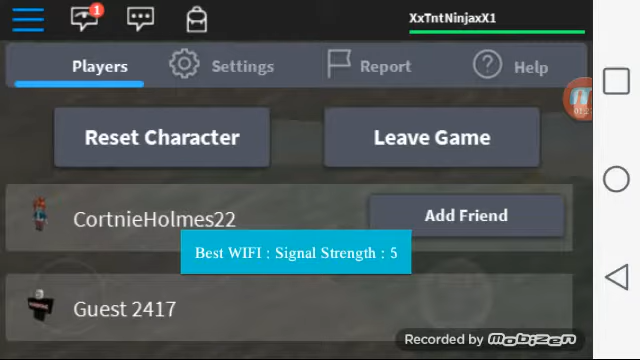 1
XxTntNinjaxX1
Players
Settings
Report
? Help
Reset Character
Leave Game
CortnieHolmes22
Add Friend
Best WIFI : Signal Strength : 5
Guest 2417
Recorded by mobizen